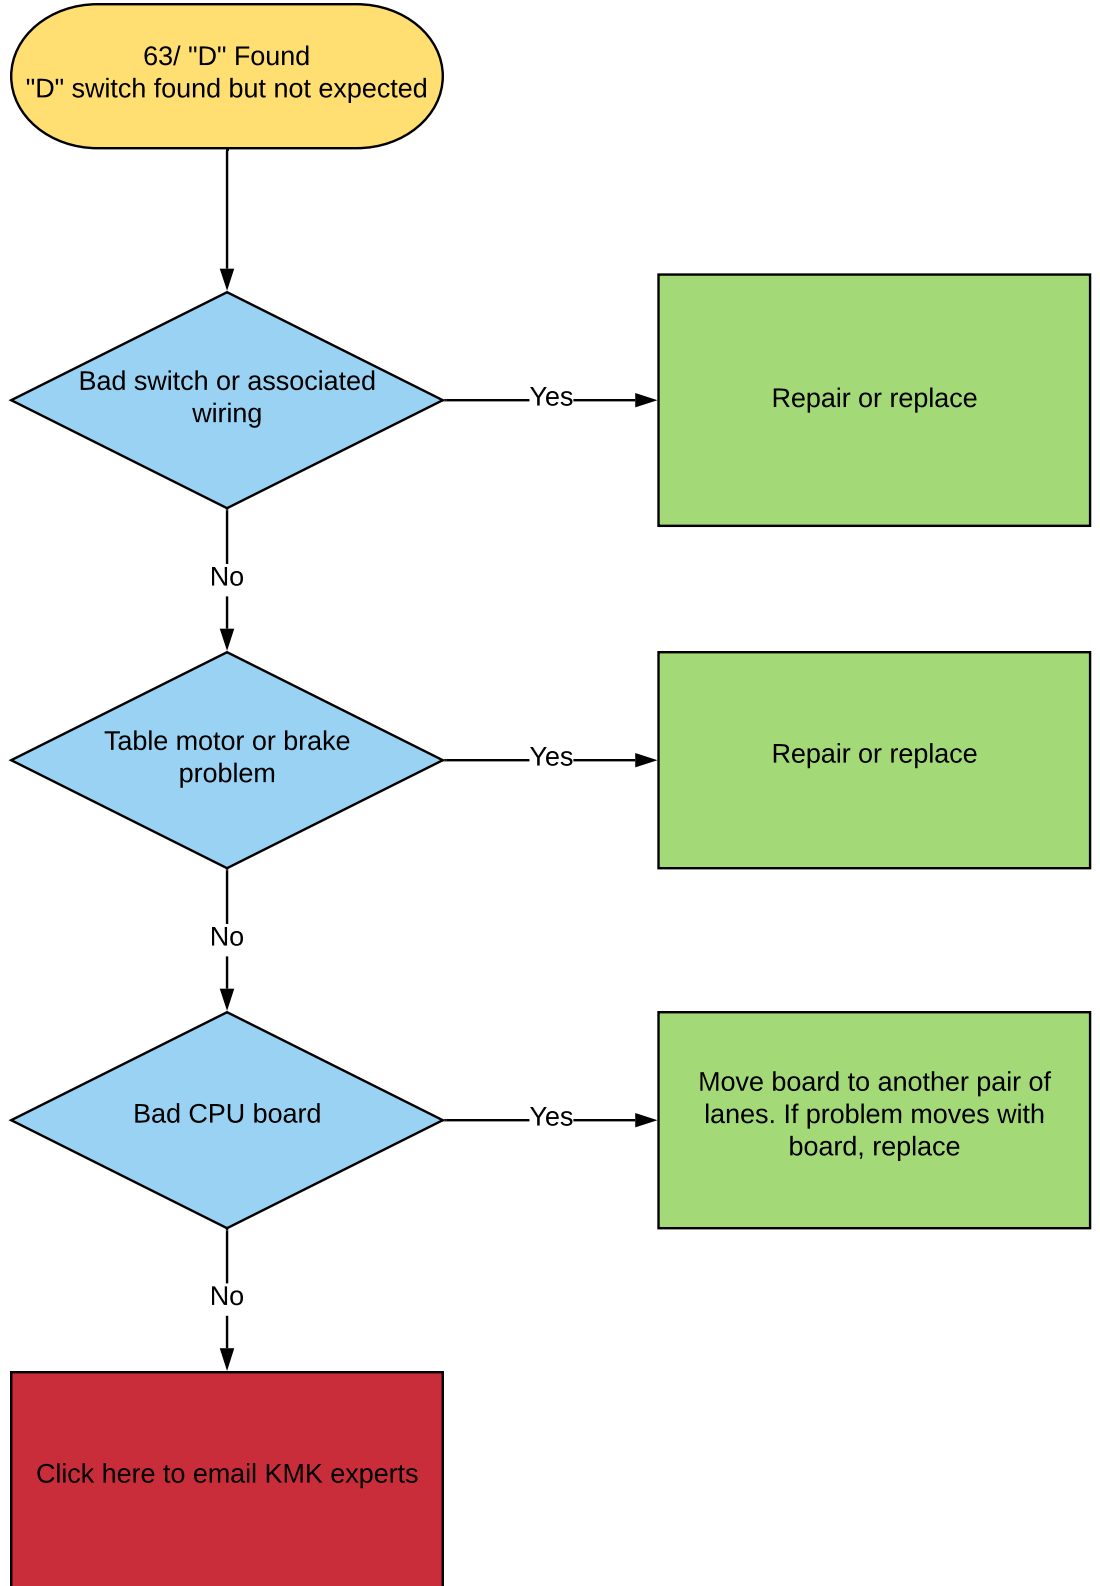 63/ "D" Found
"D" switch found but not expected
Bad switch or associated
wiring
Yes
Repair or replace
No
Table motor or brake
problem
Yes
Repair or replace
No
Bad CPU board
Yes
Move board to another pair of
lanes. If problem moves with
board, replace
No
Click here to email KMK experts